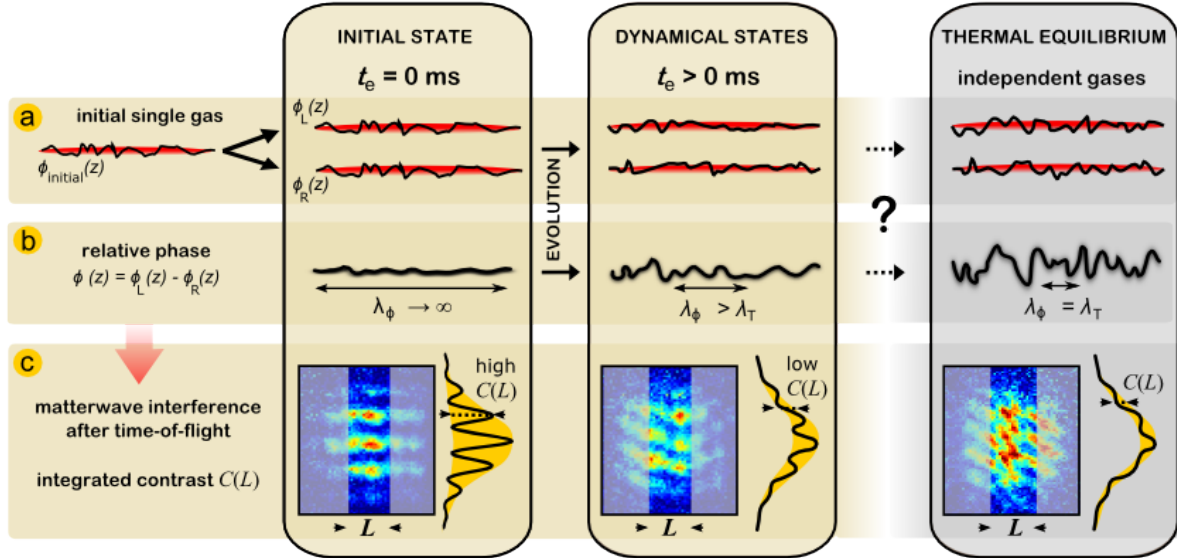 INITIAL STATE
t_e = 0 ms
DYNAMICAL STATES
t_e > 0 ms
THERMAL EQUILIBRIUM
independent gases
a
initial single gas
ϕ_initial(z)
ϕ_L(z)
ϕ_R(z)
EVOLUTION
?
b
relative phase
ϕ (z) = ϕ_L(z) - ϕ_R(z)
λ_ϕ → ∞
λ_ϕ > λ_T
λ_ϕ = λ_T
c
matterwave interference
after time-of-flight
integrated contrast C(L)
high
C(L)
L
low
C(L)
L
C(L)
L